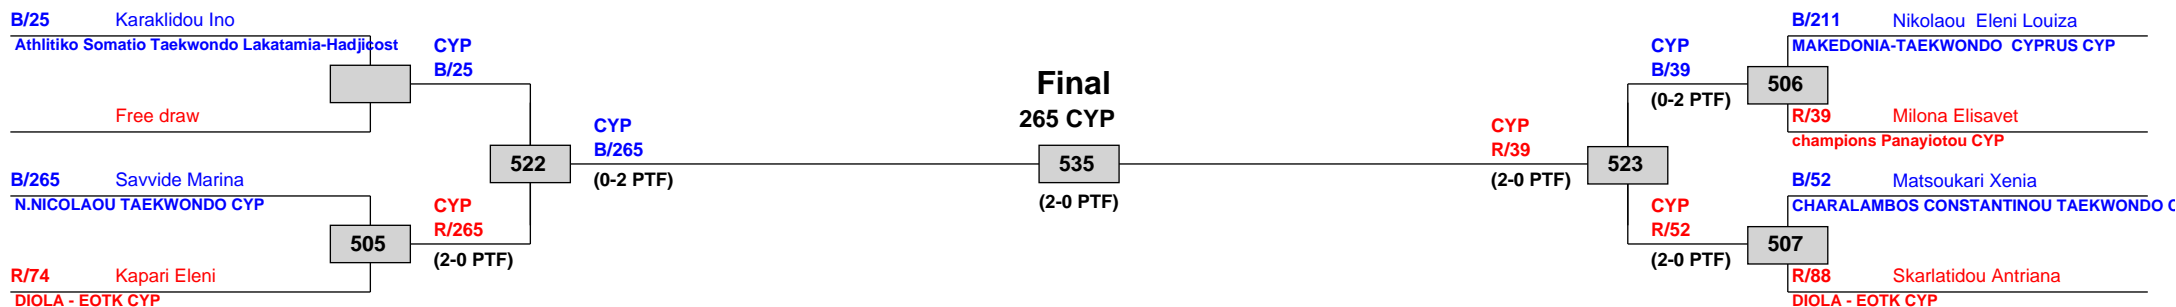 B/25 Karaklidou Ino
Athlitiko Somatio Taekwondo Lakatamia-Hadjicost
Free draw
CYP
B/25
B/265 Savvide Marina
N.NICOLAOU TAEKWONDO CYP
505
R/74 Kapari Eleni
DIOLA - EOTK CYP
CYP
R/265
(2-0 PTF)
522
CYP
B/265
(0-2 PTF)
Final
265 CYP
535
(2-0 PTF)
CYP
R/39
(2-0 PTF)
523
CYP
B/39
(0-2 PTF)
506
B/211 Nikolaou Eleni Louiza
MAKEDONIA-TAEKWONDO CYPRUS CYP
R/39 Milona Elisavet
champions Panayiotou CYP
CYP
R/52
(2-0 PTF)
507
B/52 Matsoukari Xenia
CHARALAMBOS CONSTANTINOU TAEKWONDO C
R/88 Skarlatidou Antriana
DIOLA - EOTK CYP